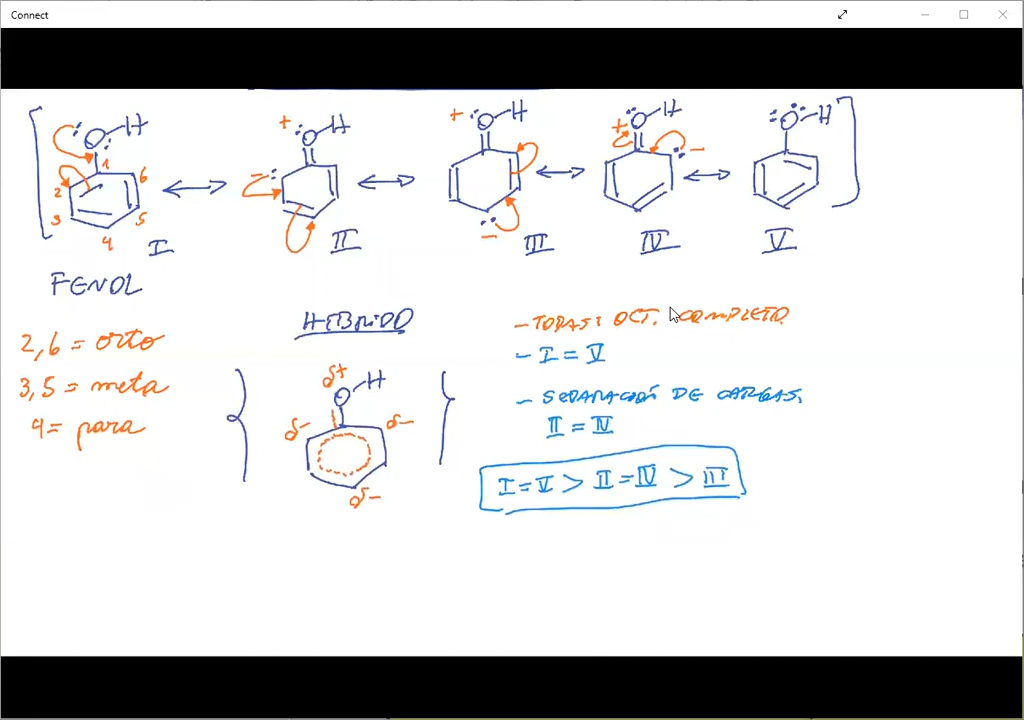 Connect
H H H H H
O O O O O
+ + + +
1
2 6
3 5
4
- - -
I II III IV V
FENOL
HÍBRIDO
2,6 = orto
3,5 = meta
4 = para
δ+ H
O
δ- δ-
δ-
- TODAS: OCT. COMPLETO.
- I = V
- SEPARACIÓN DE CARGAS.
II = IV
I = V > II = IV > III